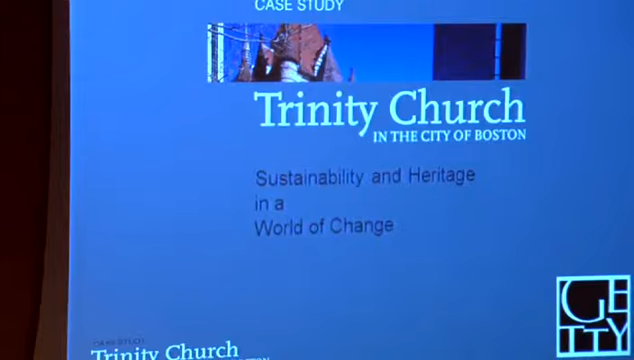 CASE STUDY
Trinity Church
IN THE CITY OF BOSTON
Sustainability and Heritage
in a
World of Change
GETTY
CASE STUDY
Trinity Church
BOSTON